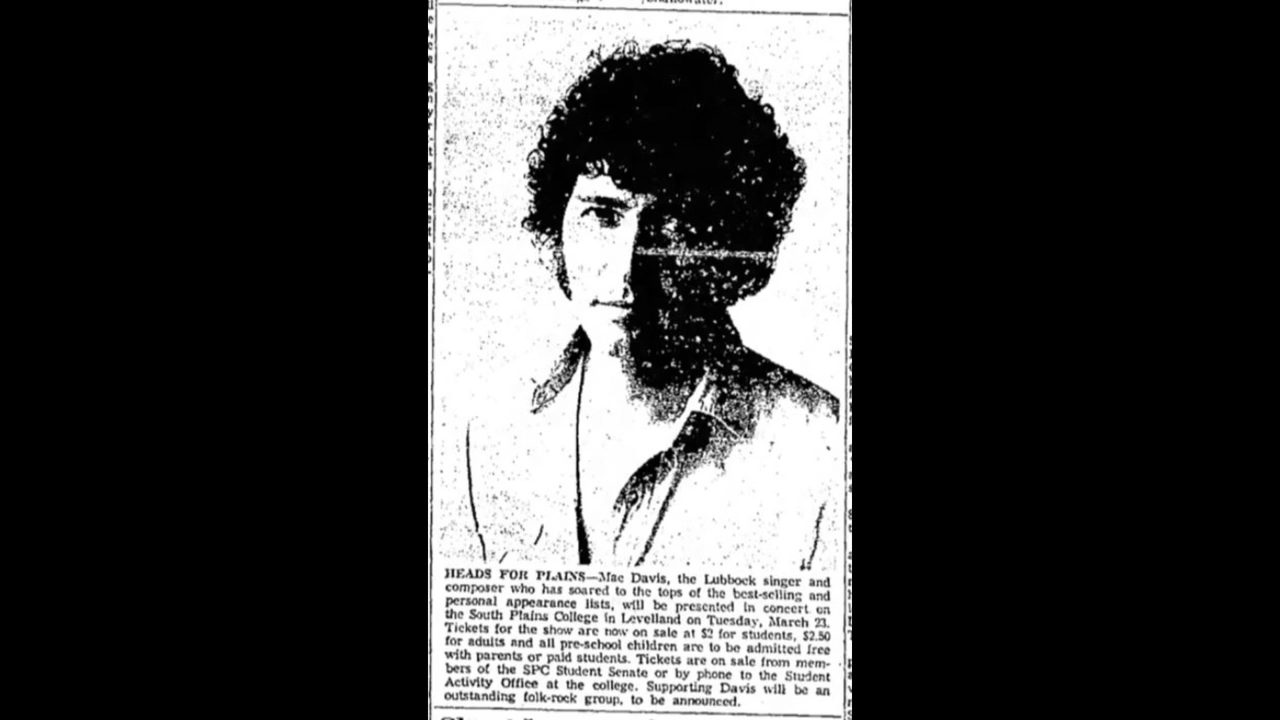 HEADS FOR PLAINS—Mac Davis, the Lubbock singer and
composer who has soared to the tops of the best-selling and
personal appearance lists, will be presented in concert on
the South Plains College in Levelland on Tuesday, March 23.
Tickets for the show are now on sale at $2 for students, $2.50
for adults and all pre-school children are to be admitted free
with parents or paid students. Tickets are on sale from mem-
bers of the SPC Student Senate or by phone to the Student
Activity Office at the college. Supporting Davis will be an
outstanding folk-rock group, to be announced.